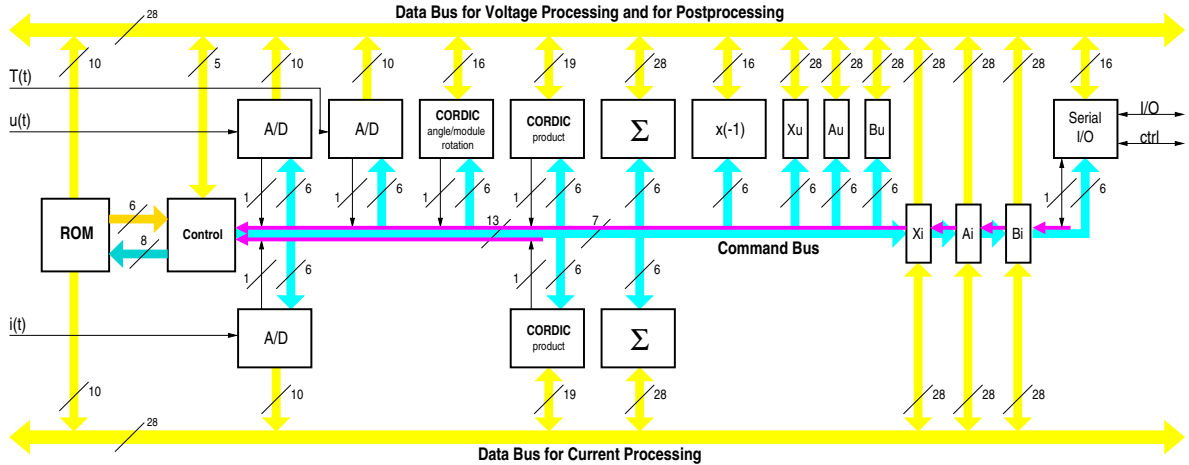 Data Bus for Voltage Processing and for Postprocessing
28
10 5 10 10 16 19 28 16 28 28 28 28 28 28 16
T(t)
u(t)
A/D
A/D
CORDIC
angle/module
rotation
CORDIC
product
Σ
x(-1)
Xu
Au
Bu
Serial
I/O
I/O
ctrl
1 6 1 6 1 6 1 6 6 6 6 6 6 1 6
ROM
6
8
Control
13
7
Command Bus
Xi
Ai
Bi
1 6 1 6 6
i(t)
A/D
CORDIC
product
Σ
10 10 19 28 28 28 28
28
Data Bus for Current Processing